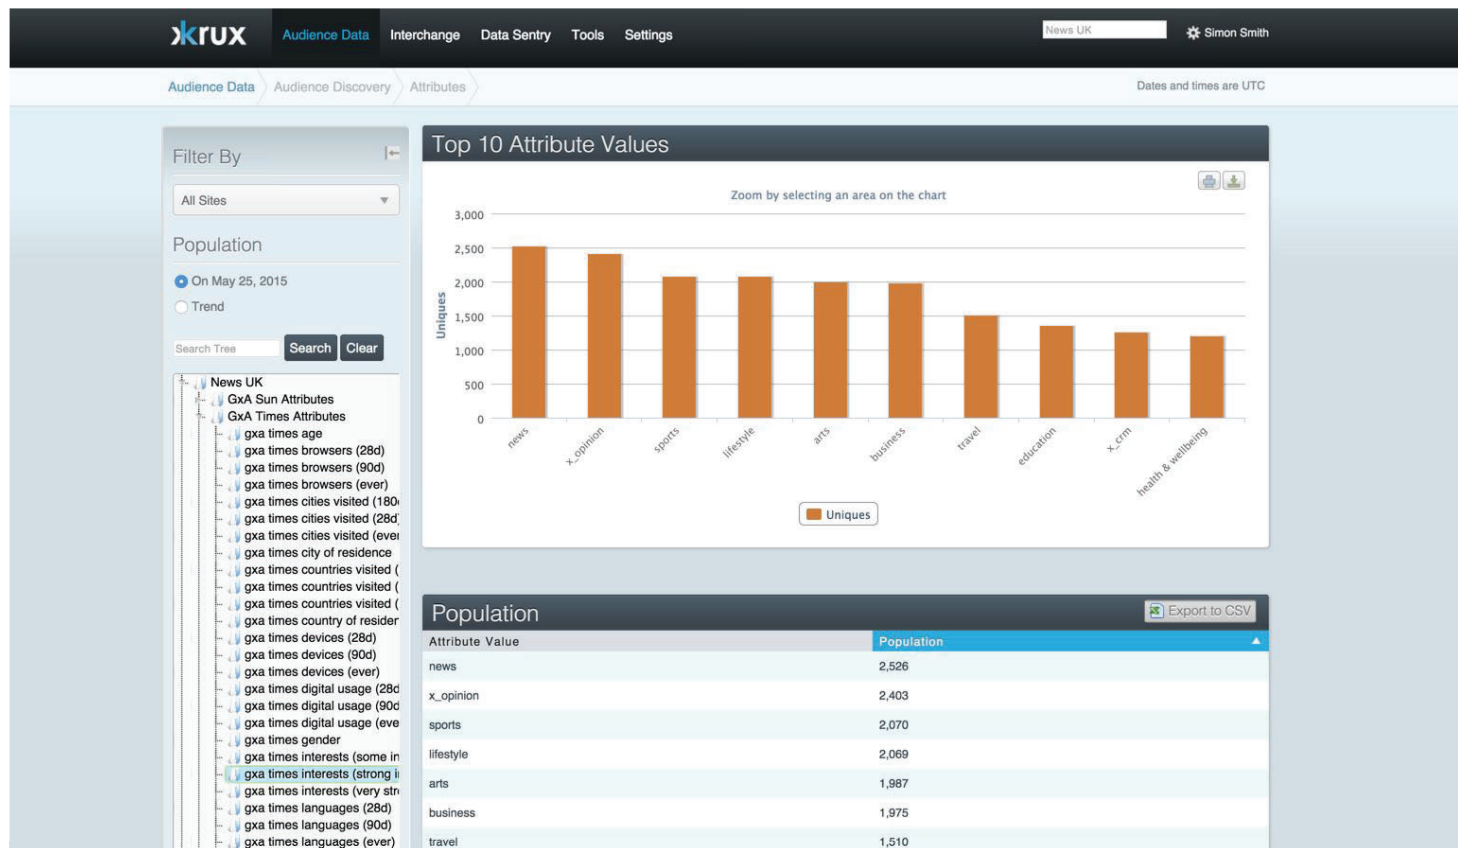 krux
Audience Data Interchange Data Sentry Tools Settings
News UK
Simon Smith
Audience Data Audience Discovery Attributes
Dates and times are UTC
Filter By
All Sites
Population
On May 25, 2015
Trend
Search Tree Search Clear
News UK
GxA Sun Attributes
GxA Times Attributes
gxa times age
gxa times browsers (28d)
gxa times browsers (90d)
gxa times browsers (ever)
gxa times cities visited (180
gxa times cities visited (28d
gxa times cities visited (ever
gxa times city of residence
gxa times countries visited (
gxa times countries visited (
gxa times countries visited (
gxa times country of residen
gxa times devices (28d)
gxa times devices (90d)
gxa times devices (ever)
gxa times digital usage (28d
gxa times digital usage (90d
gxa times digital usage (eve
gxa times gender
gxa times interests (some in
gxa times interests (strong i
gxa times interests (very str
gxa times languages (28d)
gxa times languages (90d)
gxa times languages (ever)
Top 10 Attribute Values
Zoom by selecting an area on the chart
3,000
2,500
2,000
1,500
1,000
500
0
Uniques
news
x_opinion
sports
lifestyle
arts
business
travel
education
x_crm
health & wellbeing
Uniques
Population
Export to CSV
Attribute Value Population
news 2,526
x_opinion 2,403
sports 2,070
lifestyle 2,069
arts 1,987
business 1,975
travel 1,510